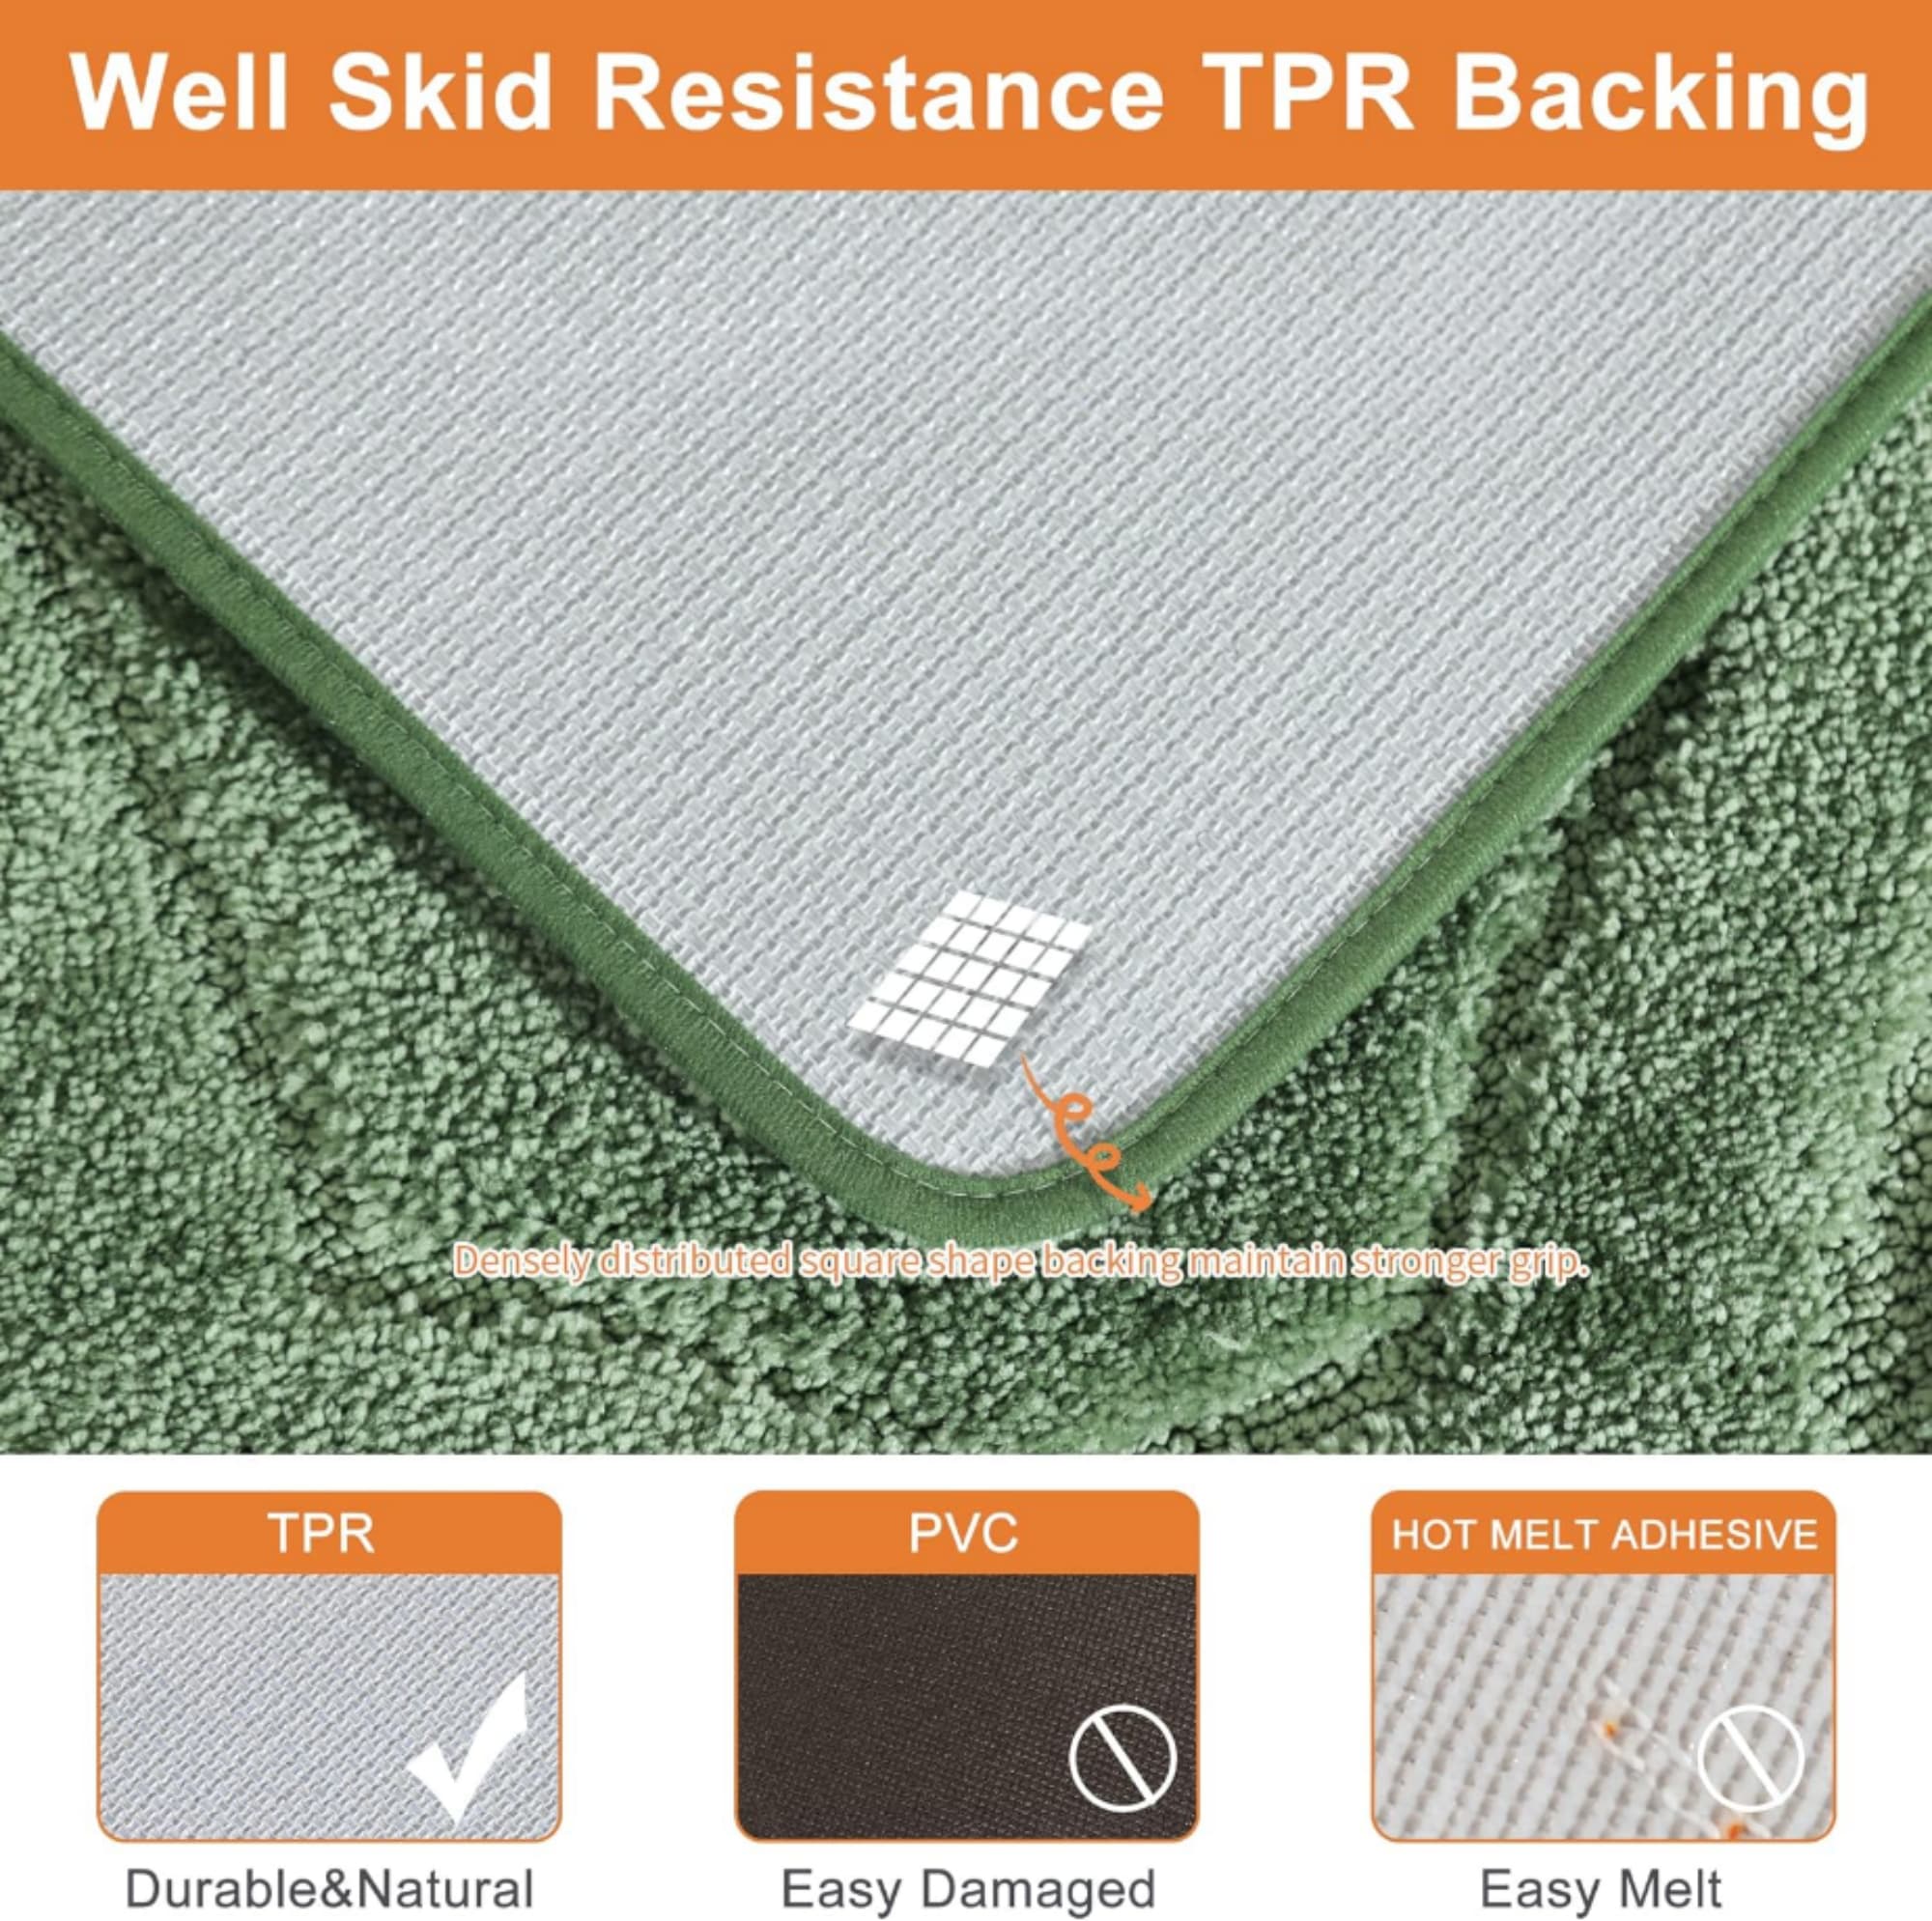 Well Skid Resistance TPR Backing
Densely distributed square shape backing maintain stronger grip.
TPR
PVC
HOT MELT ADHESIVE
Durable&Natural
Easy Damaged
Easy Melt